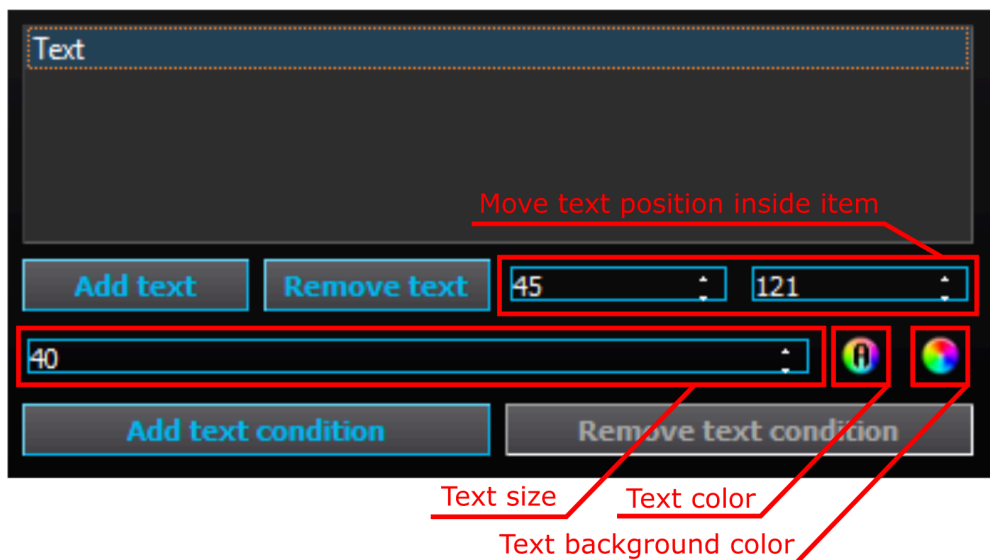 Text
Move text position inside item
Add text Remove text 45 121
40
Add text condition Remove text condition
Text size Text color
Text background color